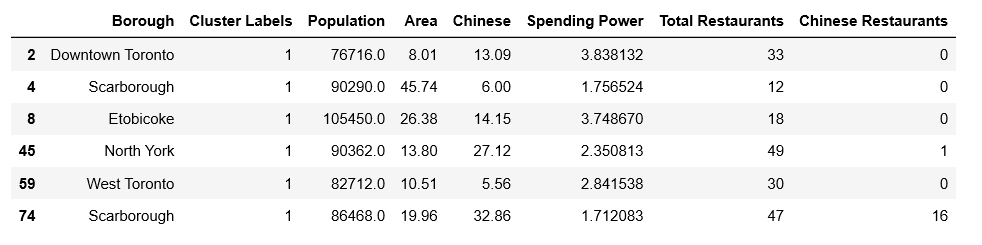 Borough Cluster Labels Population Area Chinese Spending Power Total Restaurants Chinese Restaurants
2 Downtown Toronto 1 76716.0 8.01 13.09 3.838132 33 0
4 Scarborough 1 90290.0 45.74 6.00 1.756524 12 0
8 Etobicoke 1 105450.0 26.38 14.15 3.748670 18 0
45 North York 1 90362.0 13.80 27.12 2.350813 49 1
59 West Toronto 1 82712.0 10.51 5.56 2.841538 30 0
74 Scarborough 1 86468.0 19.96 32.86 1.712083 47 16